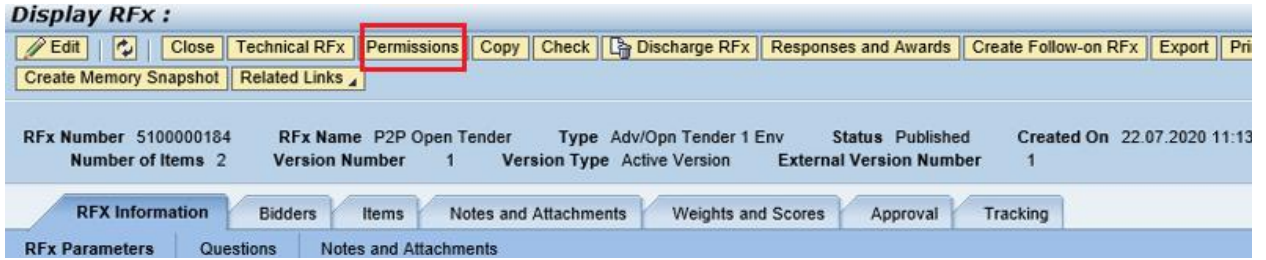 Display RFx :
Edit Close Technical RFx Permissions Copy Check Discharge RFx Responses and Awards Create Follow-on RFx Export Pri
Create Memory Snapshot Related Links
RFx Number 5100000184 RFx Name P2P Open Tender Type Adv/Opn Tender 1 Env Status Published Created On 22.07.2020 11:13
Number of Items 2 Version Number 1 Version Type Active Version External Version Number 1
RFX Information Bidders Items Notes and Attachments Weights and Scores Approval Tracking
RFx Parameters Questions Notes and Attachments